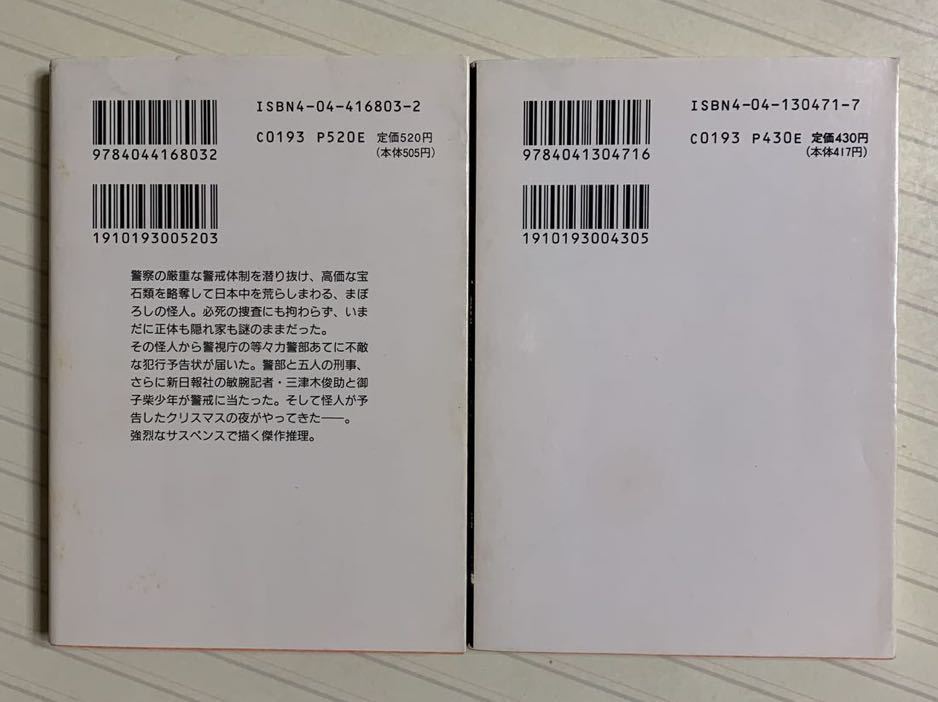 ISBN4-04-416803-2
C0193 P520E 定価520円
(本体505円)
9784044168032
1910193005203
警察の厳重な警戒体制を潜り抜け、高価な宝
石類を略奪して日本中を荒らしまわる、まぼ
ろしの怪人。必死の捜査にも拘わらず、いま
だに正体も隠れ家も謎のままだった。
その怪人から警視庁の等々力警部あてに不敵
な犯行予告状が届いた。警部と五人の刑事、
さらに新日報社の敏腕記者・三津木俊助と御
子柴少年が警戒に当たった。そして怪人が予
告したクリスマスの夜がやってきた――。
強烈なサスペンスで描く傑作推理。
ISBN4-04-130471-7
C0193 P430E 定価430円
(本体417円)
9784041304716
1910193004305